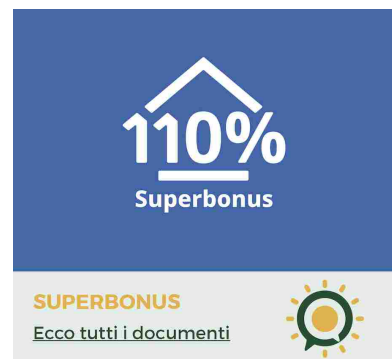 110%
Superbonus
SUPERBONUS
Ecco tutti i documenti